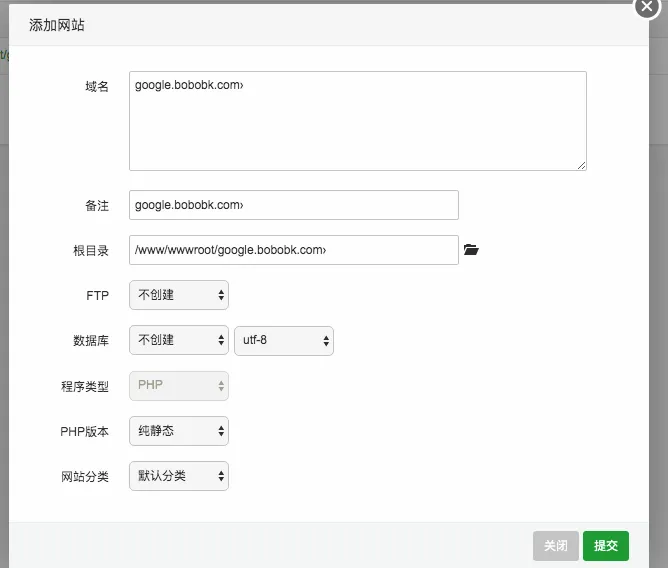 添加网站
t/g
域名
google.bobobk.com›
备注
google.bobobk.com›
根目录
/www/wwwroot/google.bobobk.com›
FTP
不创建
数据库
不创建
utf-8
程序类型
PHP
PHP版本
纯静态
网站分类
默认分类
关闭
提交